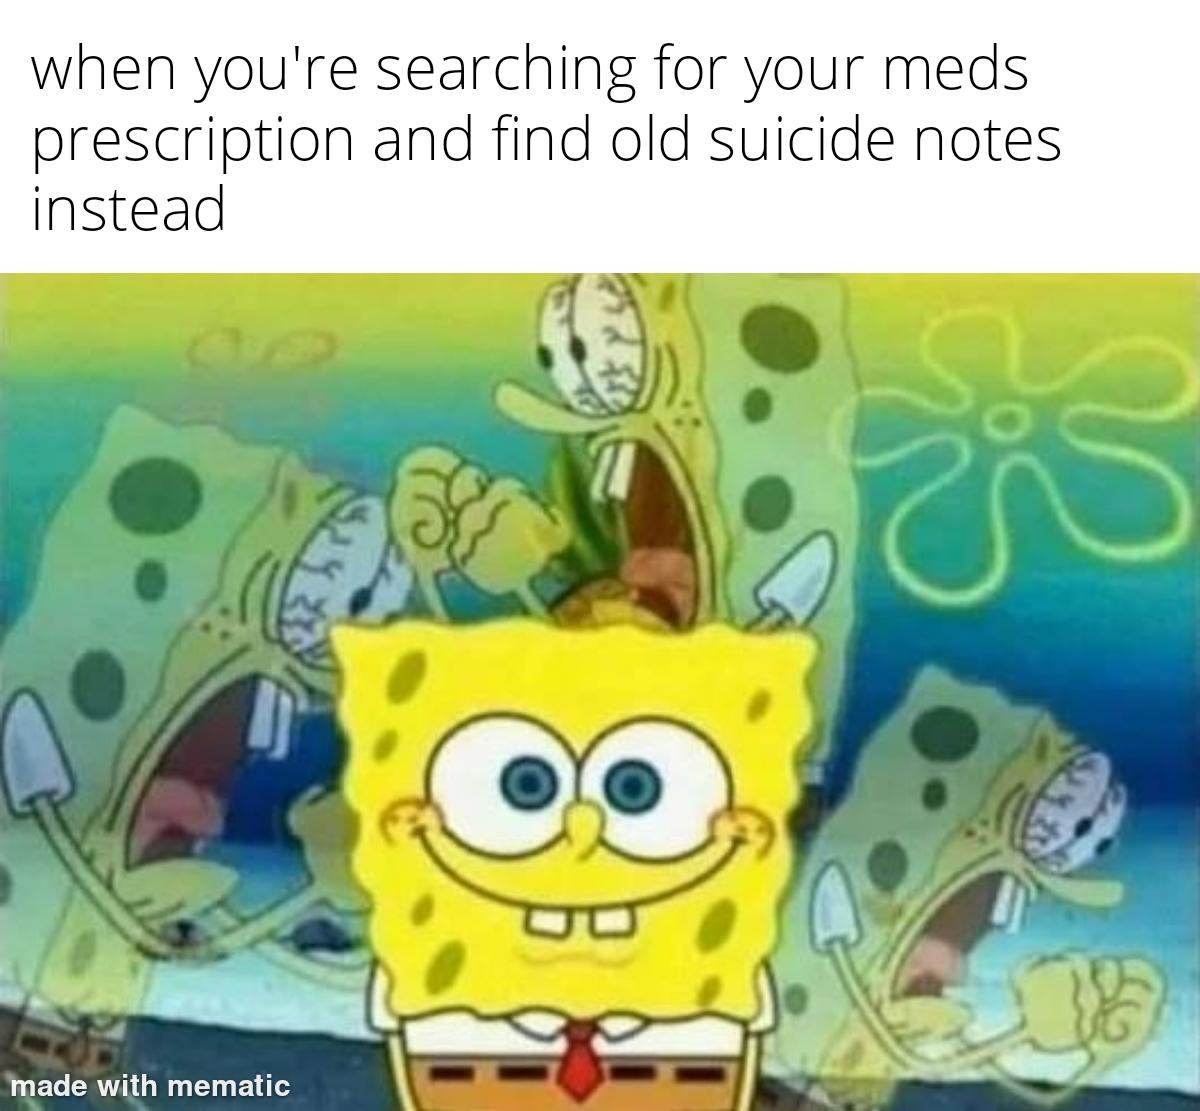 when you're searching for your meds
prescription and find old suicide notes
instead
made with mematic